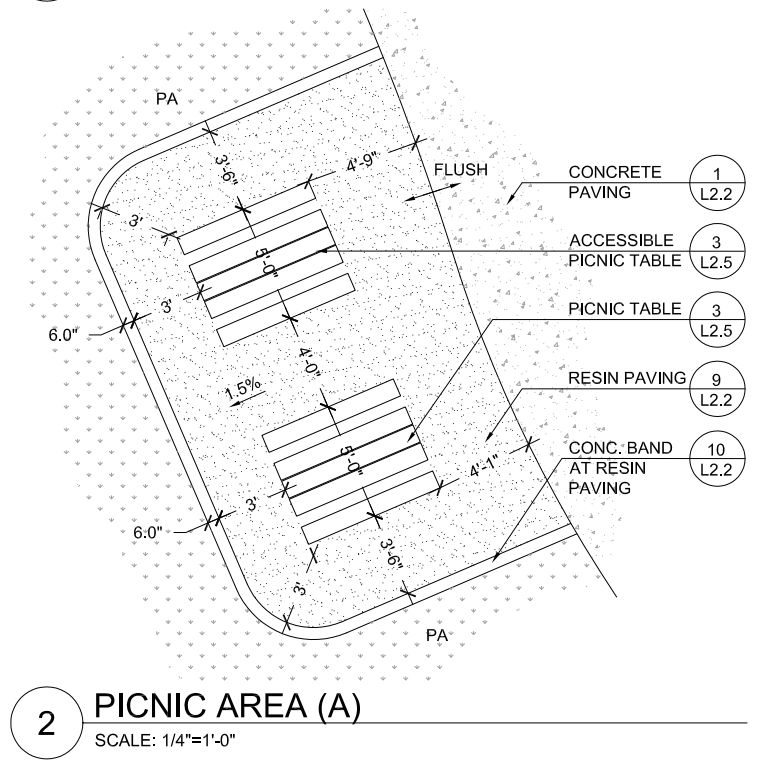 PA
3'-6"
4'-9"
FLUSH
CONCRETE
PAVING
1
L2.2
3'
5'-0"
ACCESSIBLE
PICNIC TABLE
3
L2.5
3'
6.0"
PICNIC TABLE
3
L2.5
4'-0"
1.5%
RESIN PAVING
9
L2.2
CONC. BAND
AT RESIN
PAVING
10
L2.2
5'-0"
4'-1"
3'
6.0"
3'-6"
3'
PA
2
PICNIC AREA (A)
SCALE: 1/4"=1'-0"